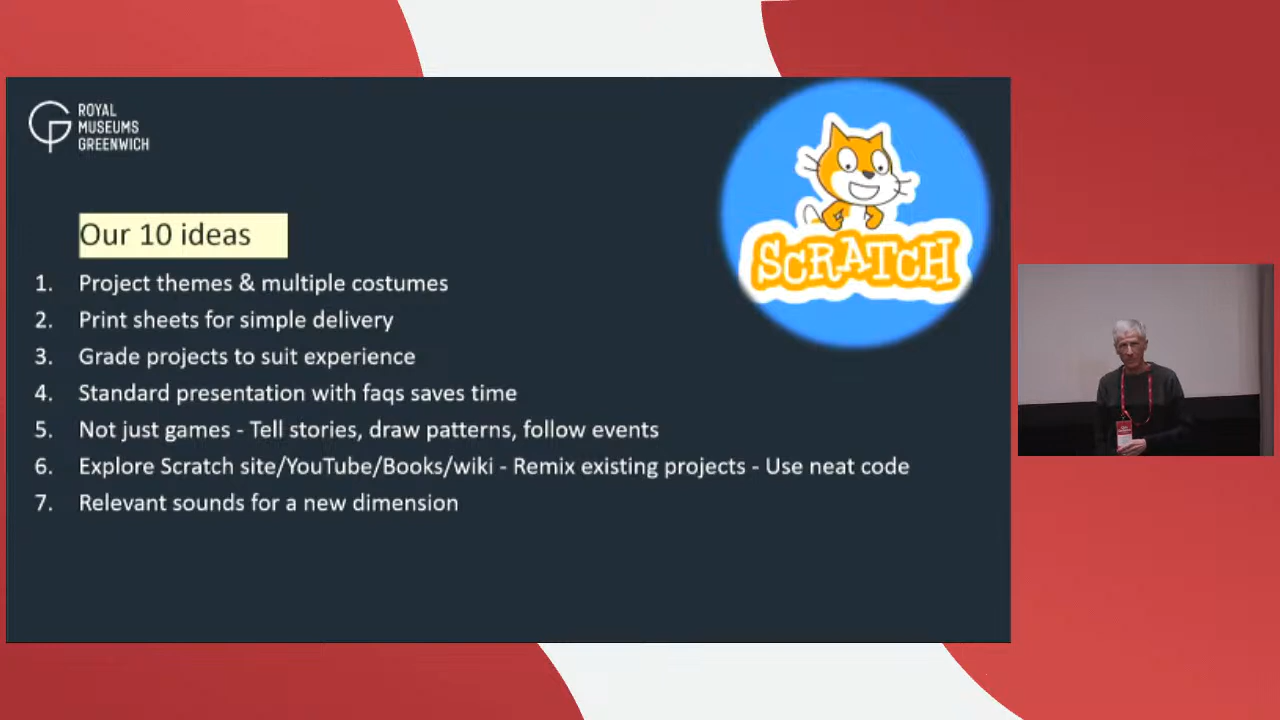 ROYAL
MUSEUMS
GREENWICH
SCRATCH
Our 10 ideas
1. Project themes & multiple costumes
2. Print sheets for simple delivery
3. Grade projects to suit experience
4. Standard presentation with faqs saves time
5. Not just games - Tell stories, draw patterns, follow events
6. Explore Scratch site/YouTube/Books/wiki - Remix existing projects - Use neat code
7. Relevant sounds for a new dimension